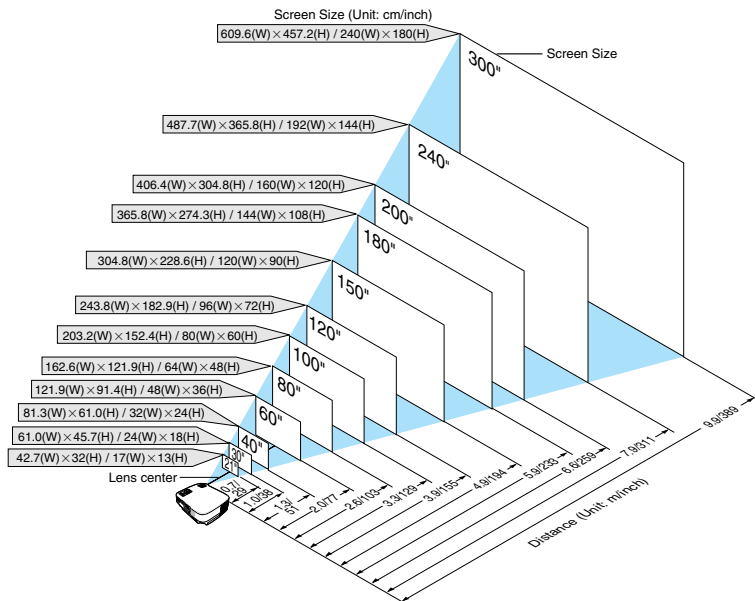 Screen Size (Unit: cm/inch)
609.6(W)×457.2(H) / 240(W)×180(H)
Screen Size
300"
487.7(W)×365.8(H) / 192(W)×144(H)
240"
406.4(W)×304.8(H) / 160(W)×120(H)
200"
365.8(W)×274.3(H) / 144(W)×108(H)
180"
304.8(W)×228.6(H) / 120(W)×90(H)
150"
243.8(W)×182.9(H) / 96(W)×72(H)
120"
203.2(W)×152.4(H) / 80(W)×60(H)
100"
162.6(W)×121.9(H) / 64(W)×48(H)
80"
121.9(W)×91.4(H) / 48(W)×36(H)
60"
81.3(W)×61.0(H) / 32(W)×24(H)
40"
61.0(W)×45.7(H) / 24(W)×18(H)
30"
42.7(W)×32(H) / 17(W)×13(H)
21"
Lens center
0.7/
29
1.0/38
1.3/
51
2.0/77
2.6/103
3.3/129
3.9/155
4.9/194
5.9/233
6.6/259
7.9/311
9.9/389
Distance (Unit: m/inch)